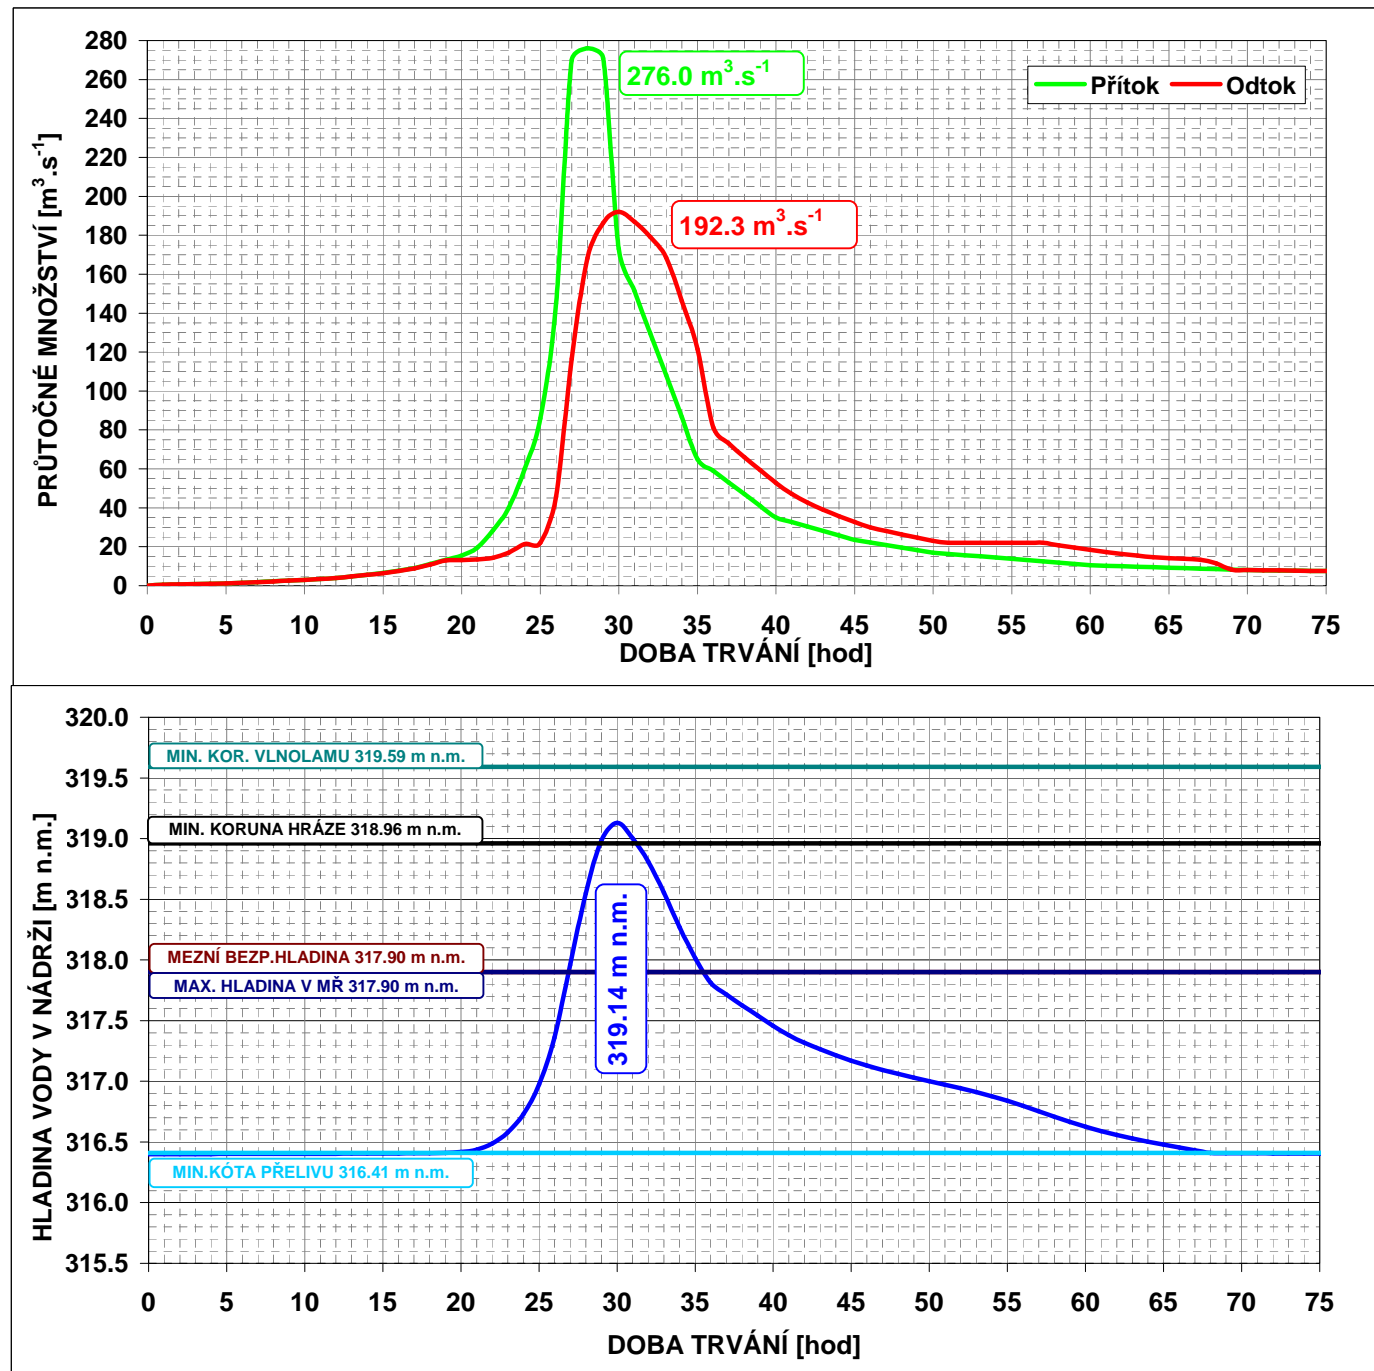 PRŮTOČNÉ MNOŽSTVÍ [m³.s⁻¹]
280
260
240
220
200
180
160
140
120
100
80
60
40
20
0
276.0 m³.s⁻¹
192.3 m³.s⁻¹
Přítok
Odtok
0 5 10 15 20 25 30 35 40 45 50 55 60 65 70 75
DOBA TRVÁNÍ [hod]
HLADINA VODY V NÁDRŽI [m n.m.]
320.0
319.5
319.0
318.5
318.0
317.5
317.0
316.5
316.0
315.5
MIN. KOR. VLNOLAMU 319.59 m n.m.
MIN. KORUNA HRÁZE 318.96 m n.m.
MEZNÍ BEZP.HLADINA 317.90 m n.m.
MAX. HLADINA V MŘ 317.90 m n.m.
319.14 m n.m.
MIN.KÓTA PŘELIVU 316.41 m n.m.
0 5 10 15 20 25 30 35 40 45 50 55 60 65 70 75
DOBA TRVÁNÍ [hod]